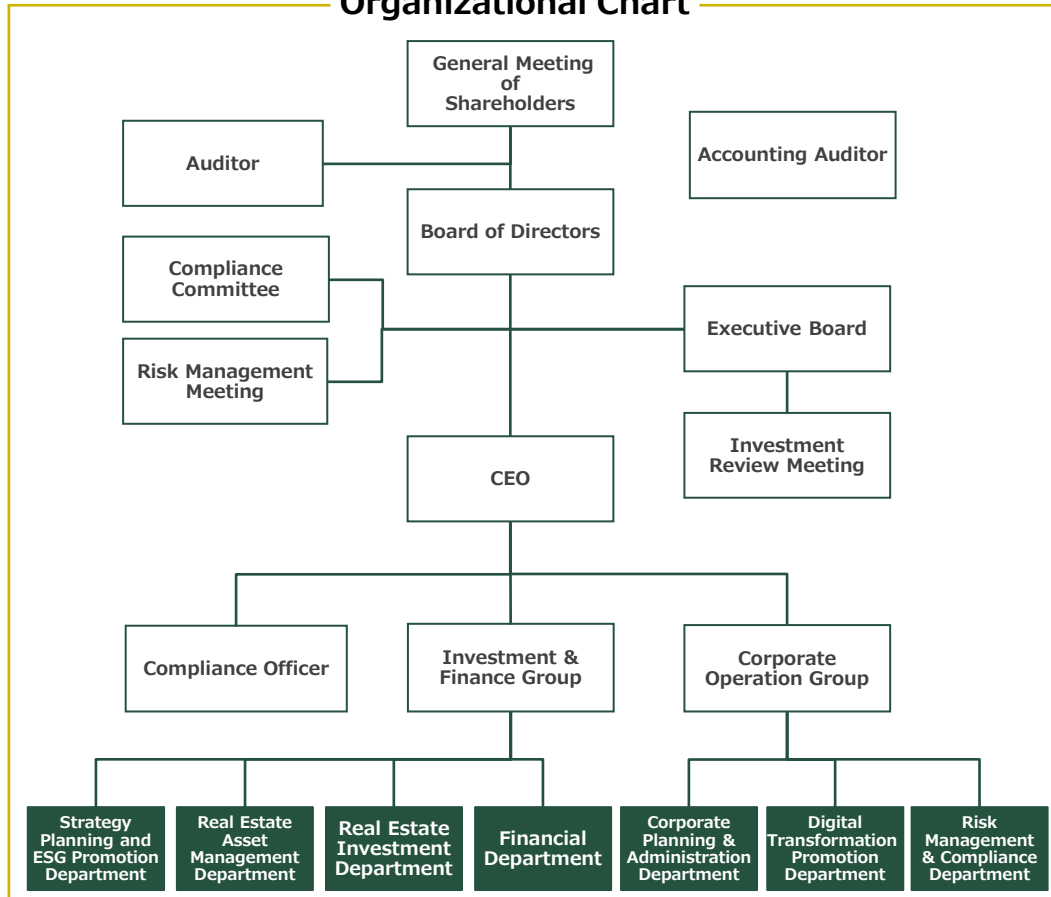 Organizational Chart
General Meeting
of
Shareholders
Auditor
Accounting Auditor
Board of Directors
Compliance
Committee
Executive Board
Risk Management
Meeting
Investment
Review Meeting
CEO
Compliance Officer
Investment &
Finance Group
Corporate
Operation Group
Strategy
Planning and
ESG Promotion
Department
Real Estate
Asset
Management
Department
Real Estate
Investment
Department
Financial
Department
Corporate
Planning &
Administration
Department
Digital
Transformation
Promotion
Department
Risk
Management
& Compliance
Department